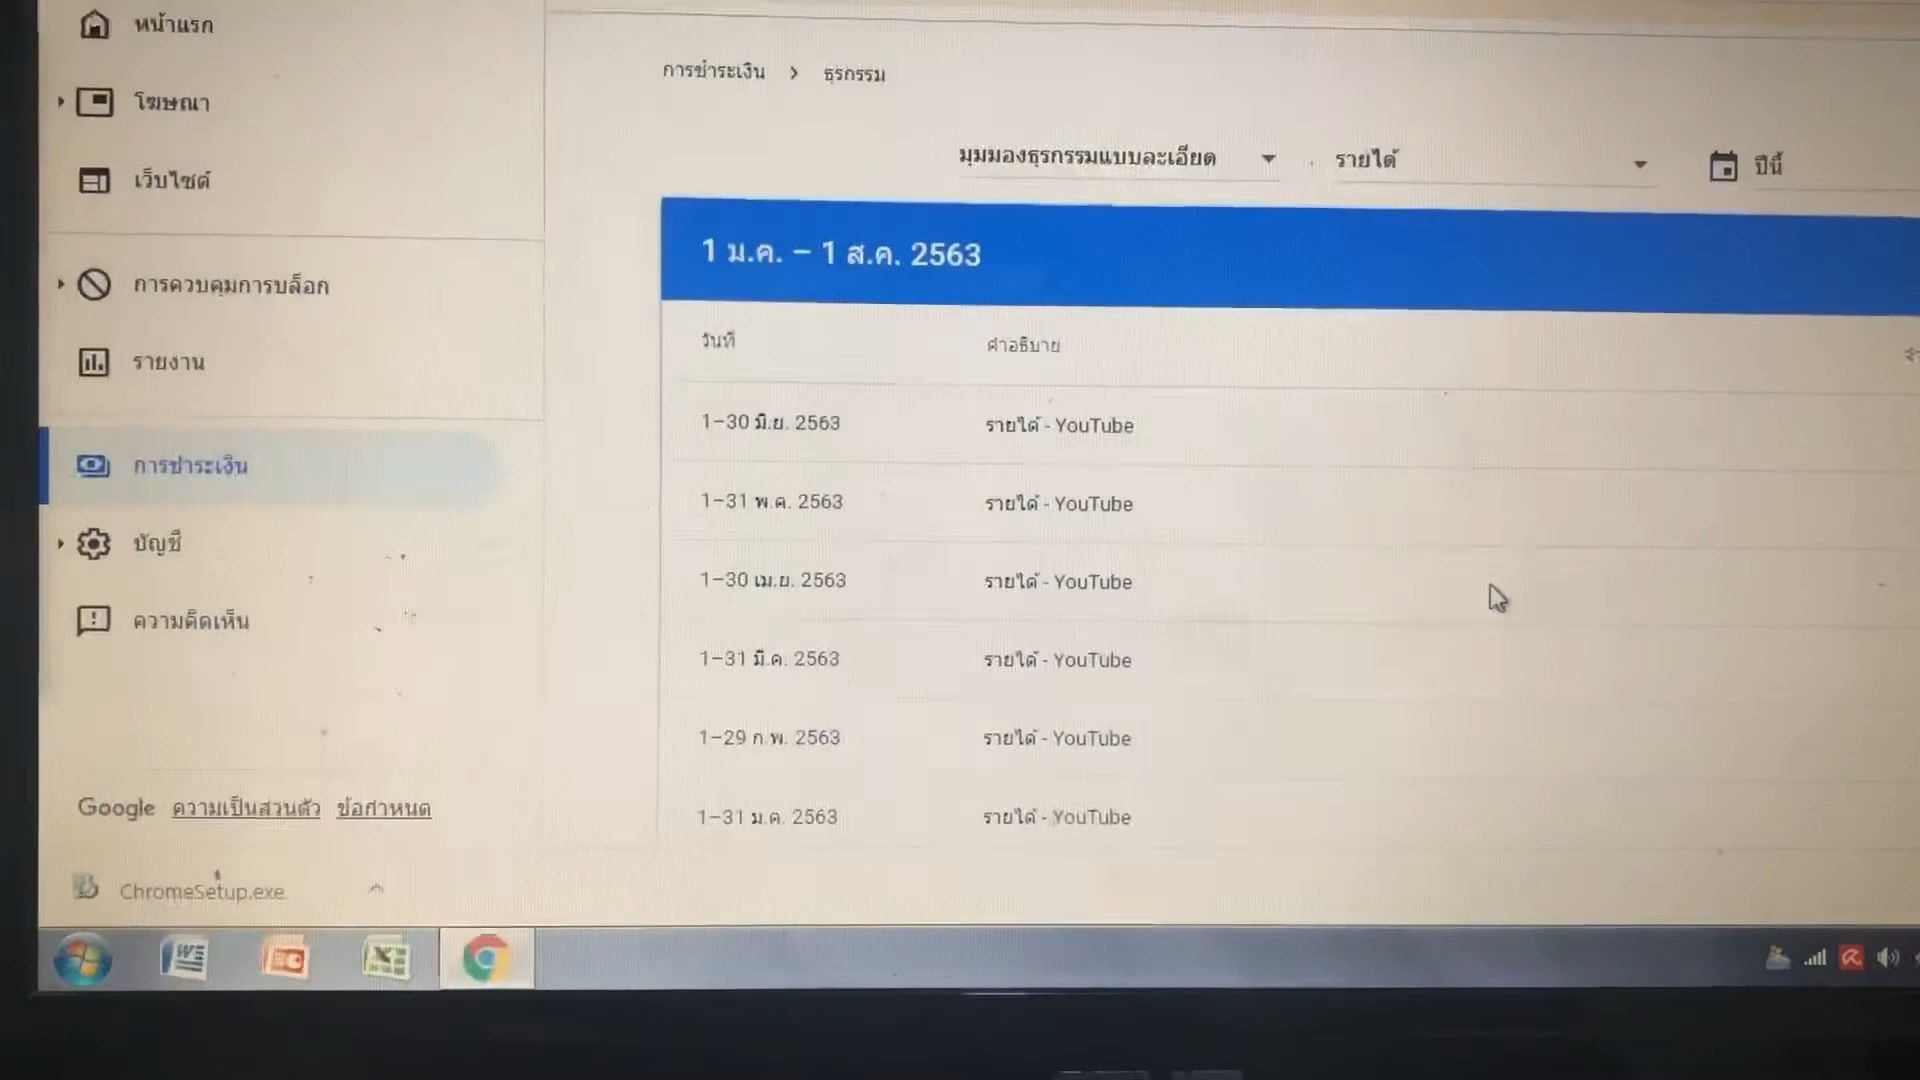 หน้าแรก
โฆษณา
เว็บไซต์
การควบคุมการบล็อก
รายงาน
การชำระเงิน
บัญชี
ความคิดเห็น
Google ความเป็นส่วนตัว ข้อกำหนด
ChromeSetup.exe
การชำระเงิน > ธุรกรรม
มุมมองธุรกรรมแบบละเอียด รายได้ ปีนี้
1 ม.ค. – 1 ส.ค. 2563
วันที่ คำอธิบาย
1–30 มิ.ย. 2563 รายได้ - YouTube
1–31 พ.ค. 2563 รายได้ - YouTube
1–30 เม.ย. 2563 รายได้ - YouTube
1–31 มี.ค. 2563 รายได้ - YouTube
1–29 ก.พ. 2563 รายได้ - YouTube
1–31 ม.ค. 2563 รายได้ - YouTube